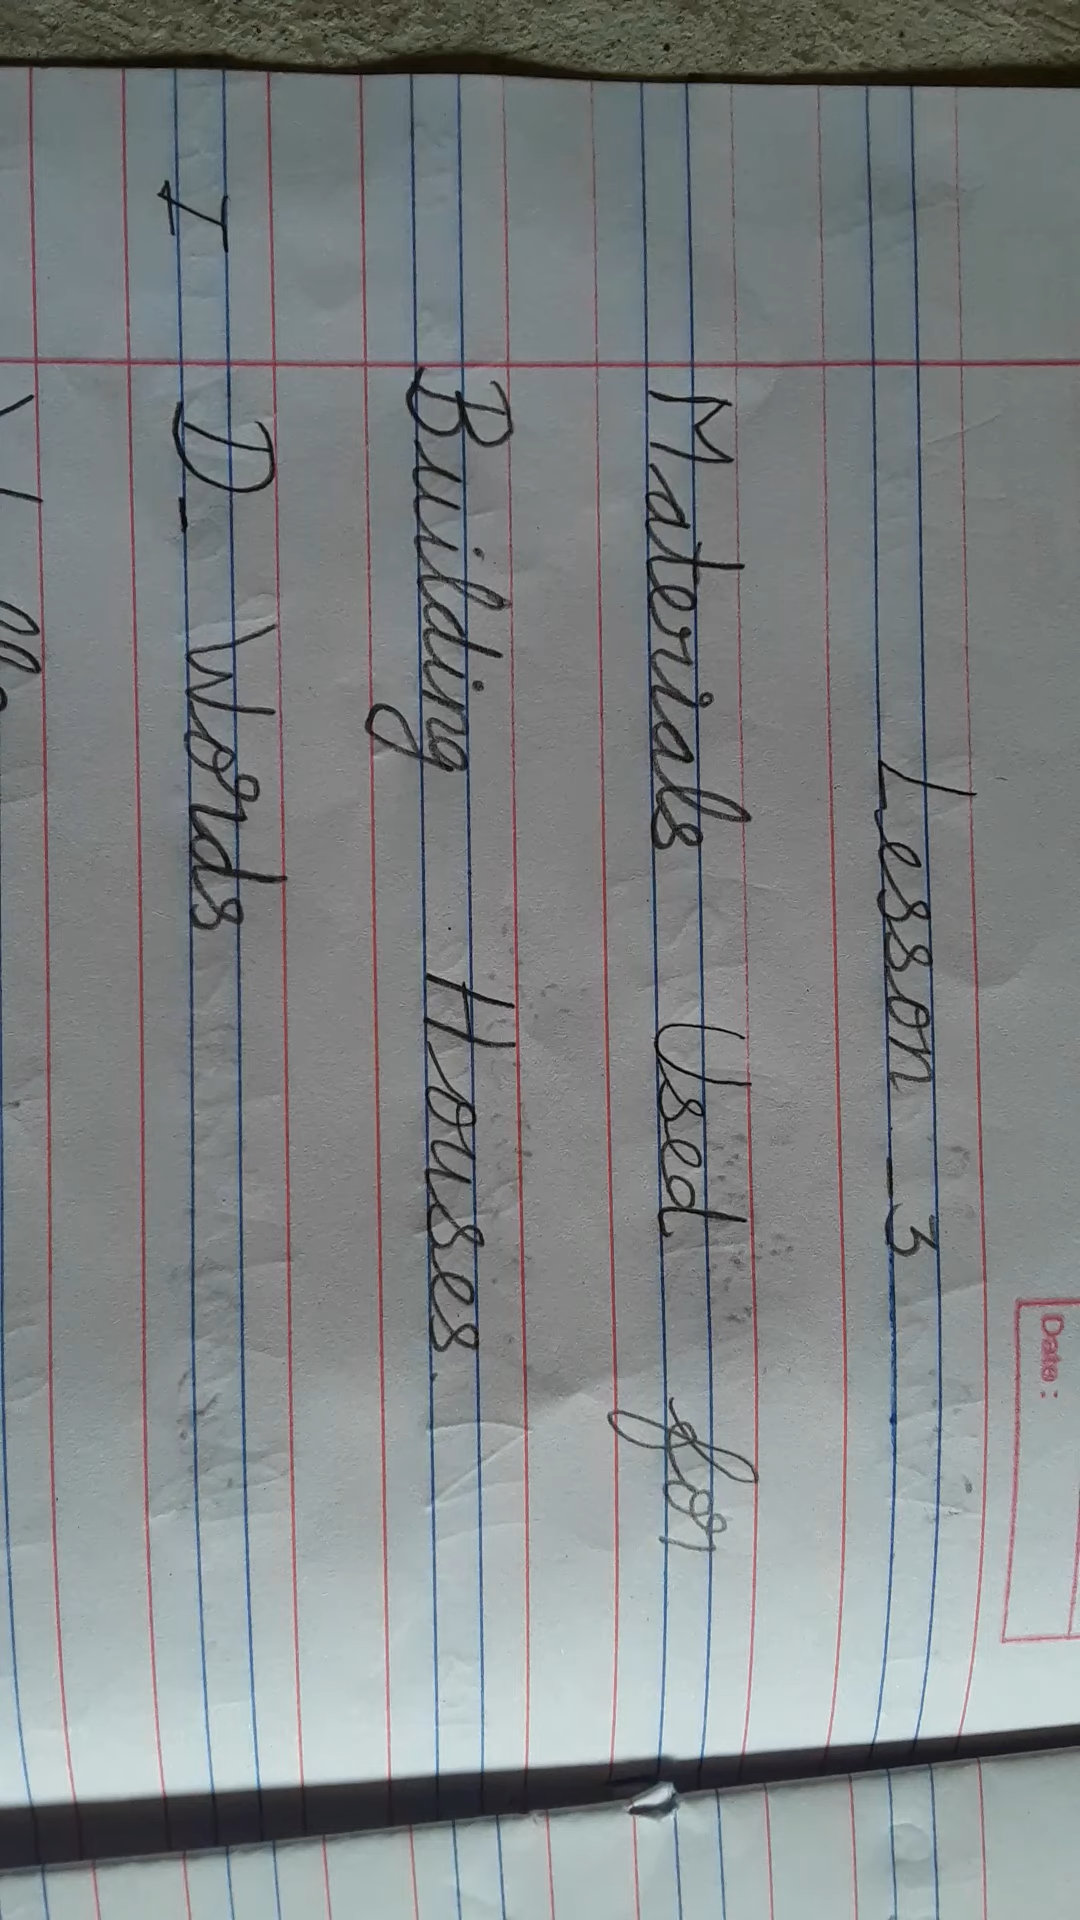 Date :
Lesson - 3
Materials Used for
Building Houses.
I D- Words